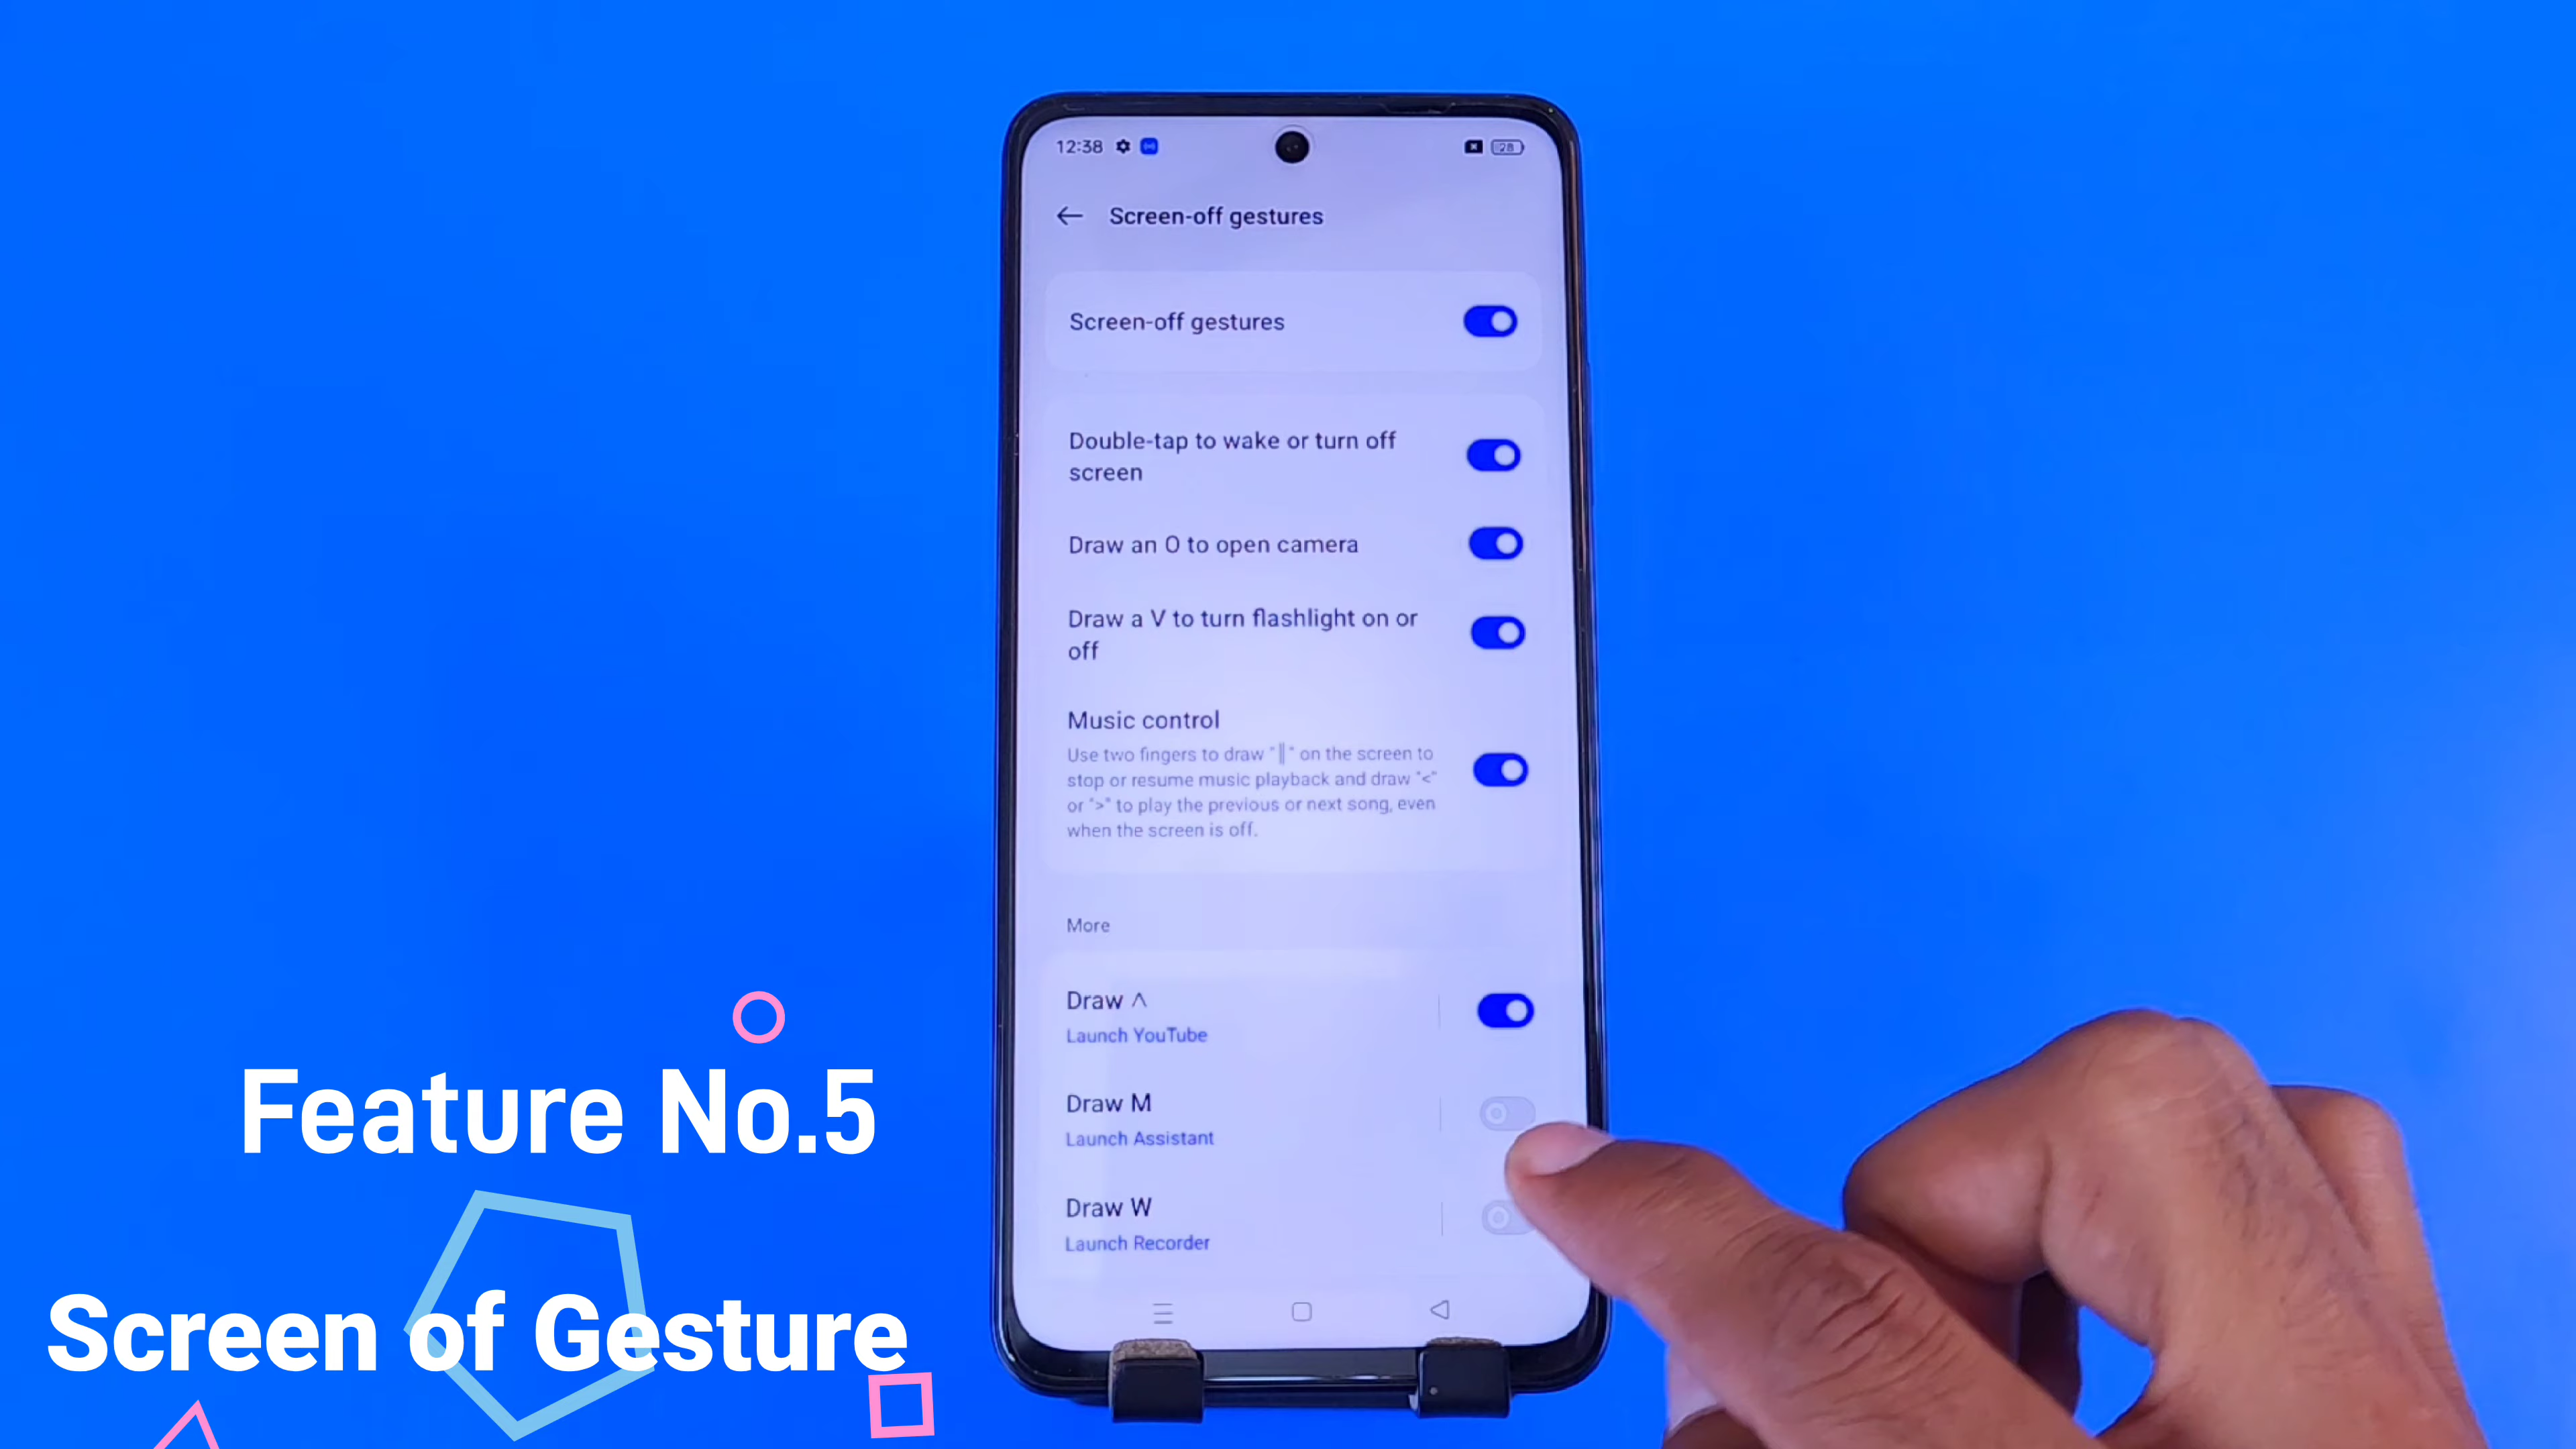 12:38
28
Screen-off gestures
Screen-off gestures
Double-tap to wake or turn off
screen
Draw an O to open camera
Draw a V to turn flashlight on or
off
Music control
Use two fingers to draw "║" on the screen to
stop or resume music playback and draw "<"
or ">" to play the previous or next song, even
when the screen is off.
More
Draw ^
Launch YouTube
Draw M
Launch Assistant
Draw W
Launch Recorder
Feature No.5
Screen of Gesture